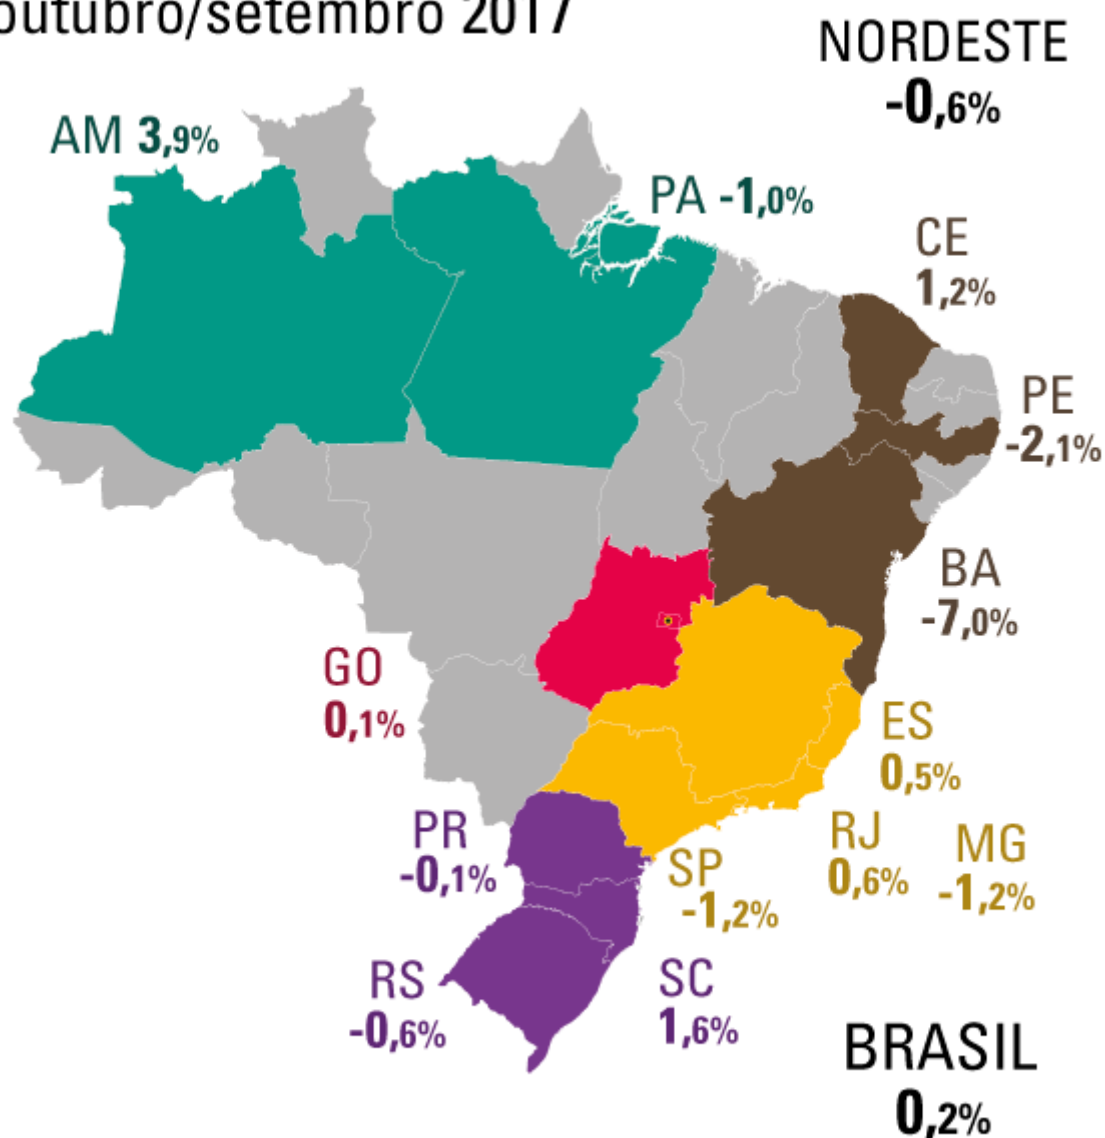 outubro/setembro 2017
NORDESTE
-0,6%
AM 3,9%
PA -1,0%
CE
1,2%
PE
-2,1%
BA
-7,0%
GO
0,1%
ES
0,5%
PR
-0,1%
SP
-1,2%
RJ
0,6%
MG
-1,2%
RS
-0,6%
SC
1,6%
BRASIL
0,2%